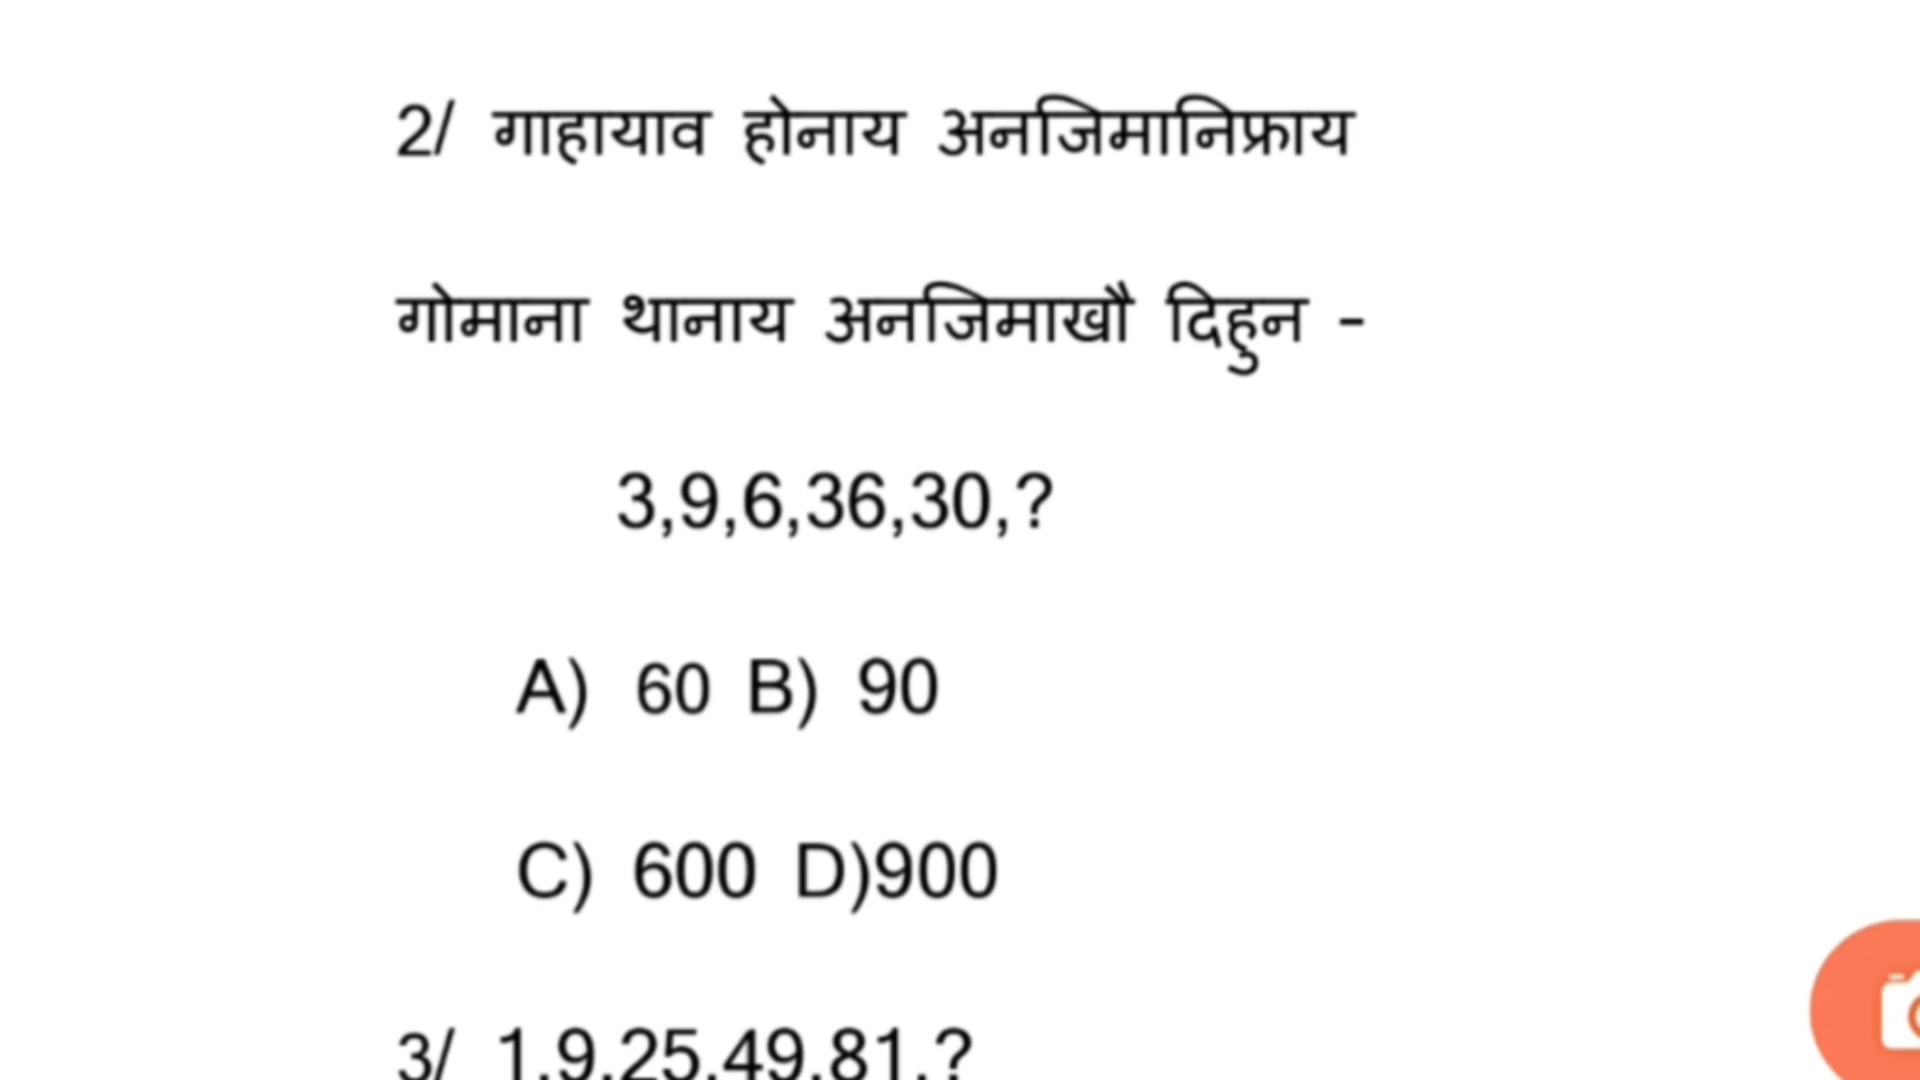 2/ गाहायाव होनाय अनजिमानिफ्राय
गोमाना थानाय अनजिमाखौ दिहुन -
3,9,6,36,30,?
A) 60 B) 90
C) 600 D)900
3/ 1,9,25,49,81,?